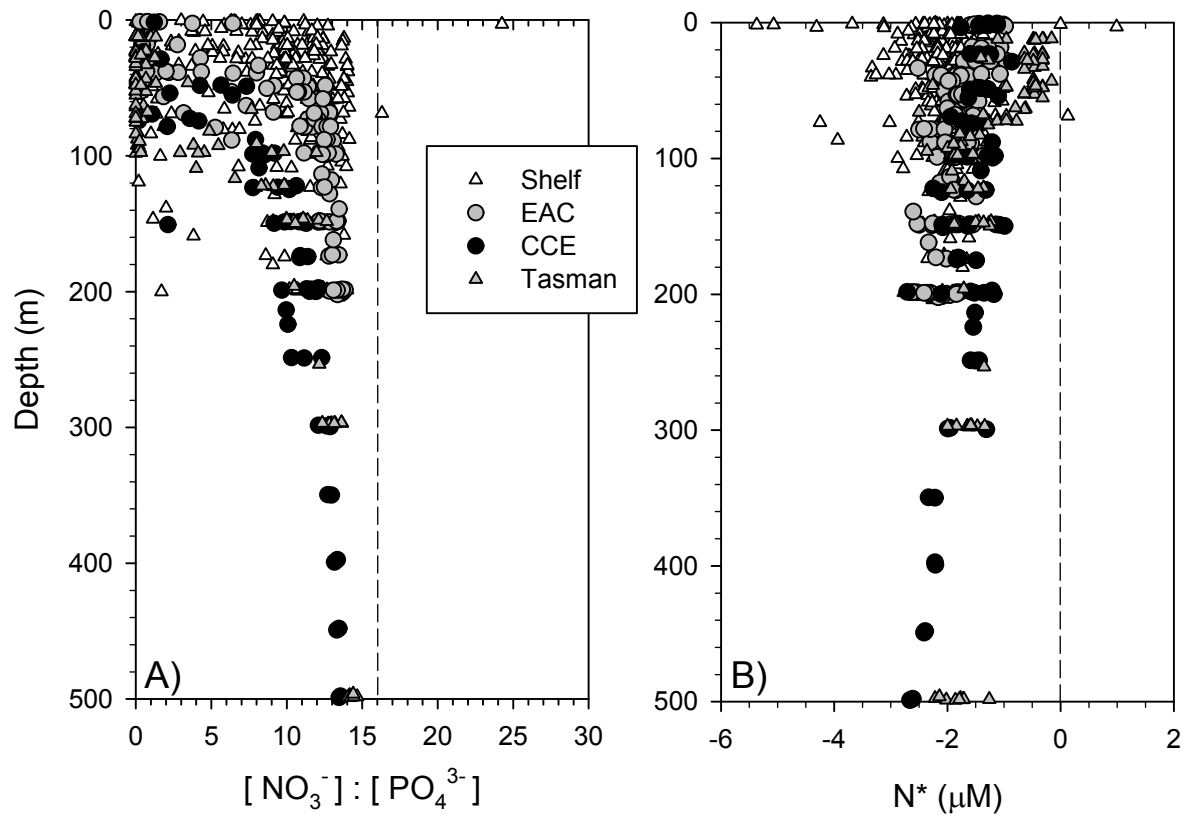 0
100
200
300
400
500
Depth (m)
Shelf
EAC
CCE
Tasman
A)
0 5 10 15 20 25 30
[ NO₃⁻ ] : [ PO₄³⁻ ]
0
100
200
300
400
500
B)
-6 -4 -2 0 2
N* (μM)